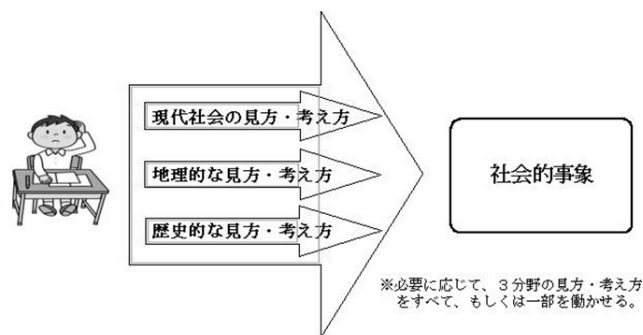 現代社会の見方・考え方
地理的な見方・考え方
歴史的な見方・考え方
社会的事象
※必要に応じて、３分野の見方・考え方
をすべて、もしくは一部を働かせる。